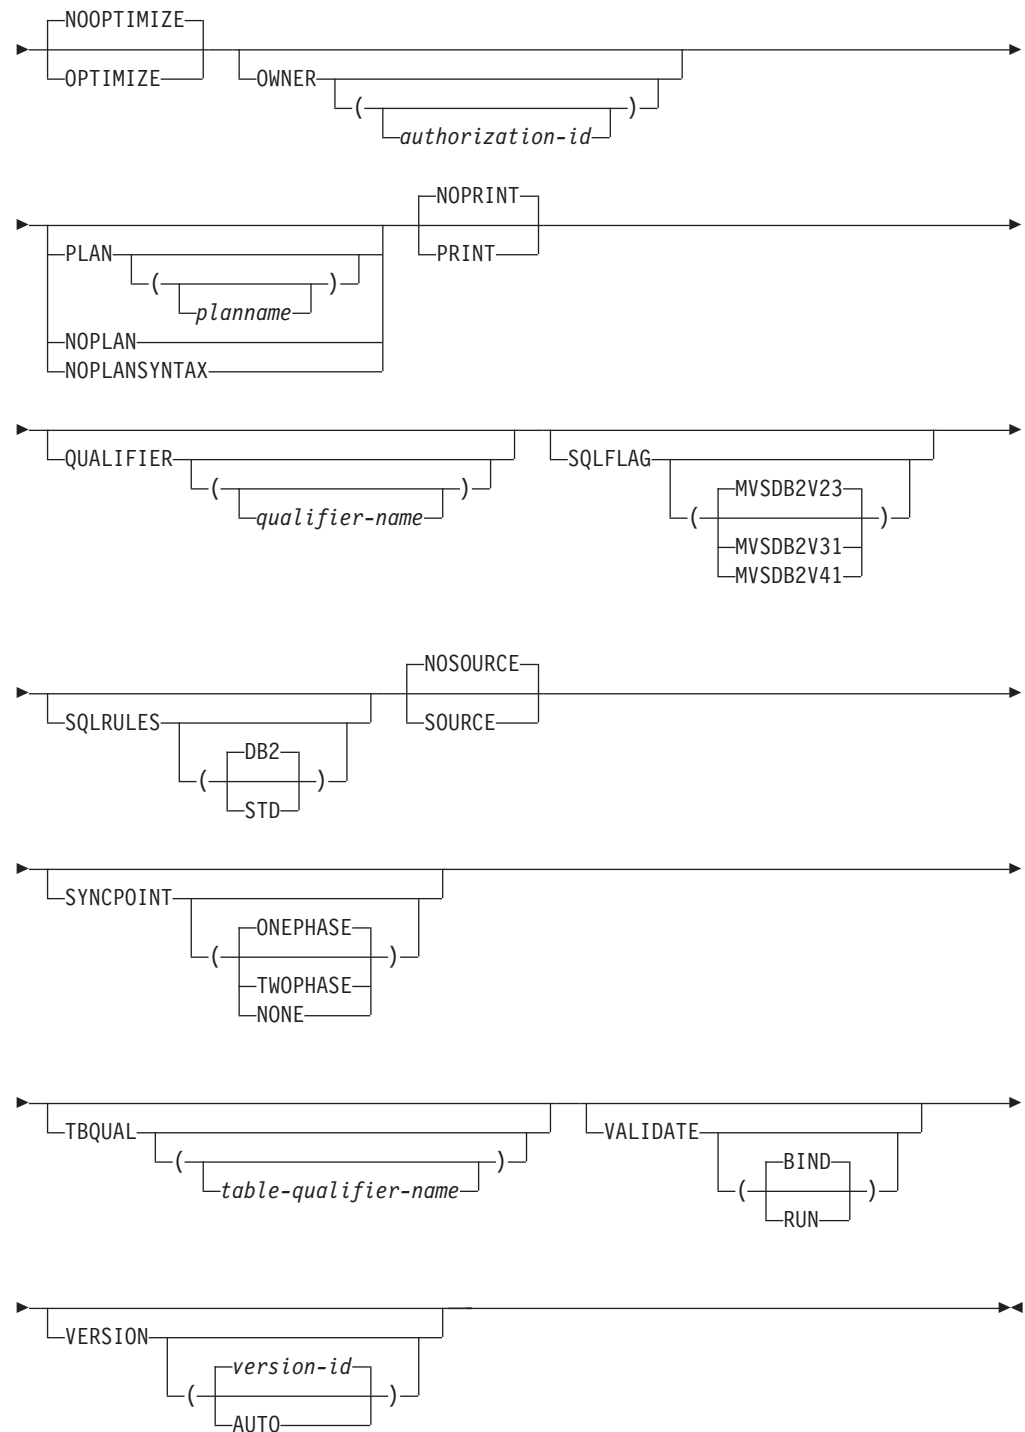 NOOPTIMIZE
OPTIMIZE OWNER
( )
authorization-id
NOPRINT
PLAN PRINT
( )
planname
NOPLAN
NOPLANSYNTAX
QUALIFIER SQLFLAG
( ) MVSDB2V23
qualifier-name ( )
MVSDB2V31
MVSDB2V41
NOSOURCE
SQLRULES SOURCE
DB2
( )
STD
SYNCPOINT
ONEPHASE
( )
TWOPHASE
NONE
TBQUAL VALIDATE
( ) BIND
table-qualifier-name ( )
RUN
VERSION
version-id
( )
AUTO